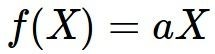 f(X) = aX